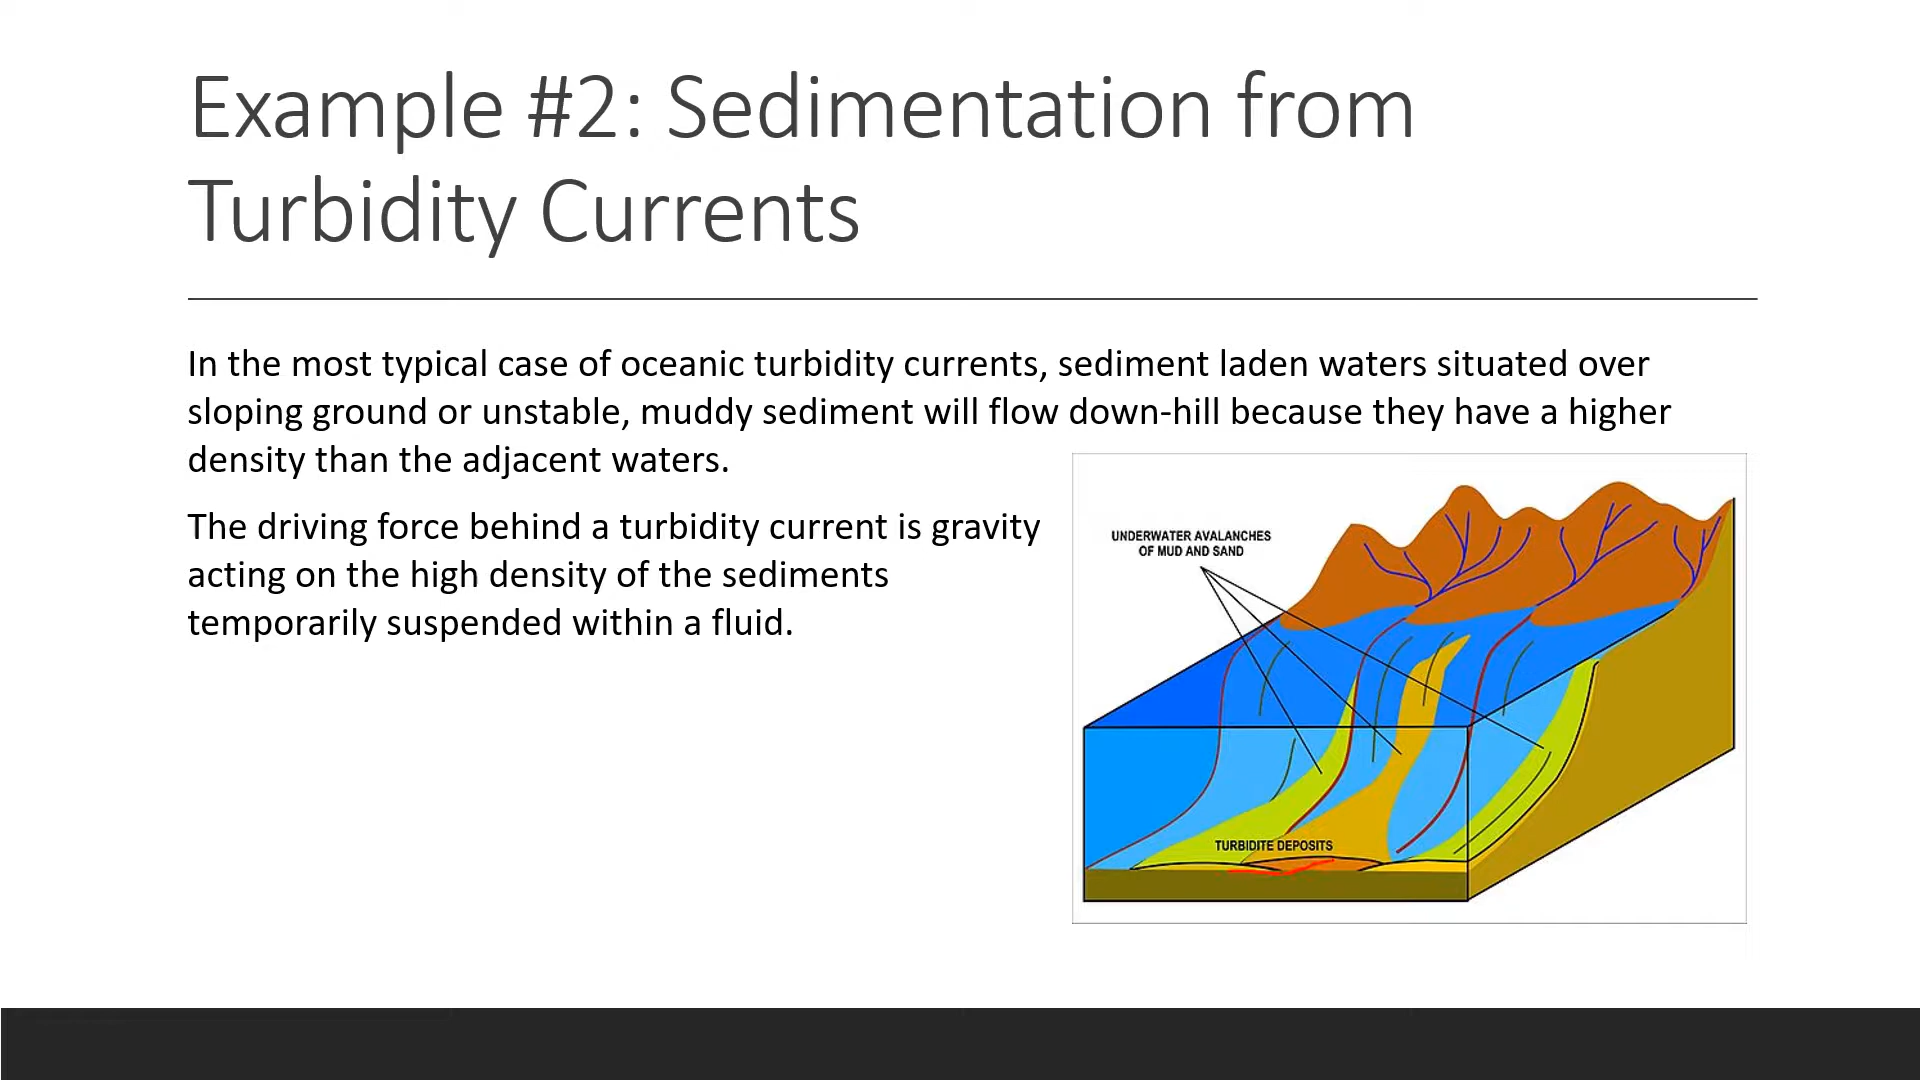 Example #2: Sedimentation from
Turbidity Currents
In the most typical case of oceanic turbidity currents, sediment laden waters situated over
sloping ground or unstable, muddy sediment will flow down-hill because they have a higher
density than the adjacent waters.
The driving force behind a turbidity current is gravity
acting on the high density of the sediments
temporarily suspended within a fluid.
UNDERWATER AVALANCHES
OF MUD AND SAND
TURBIDITE DEPOSITS